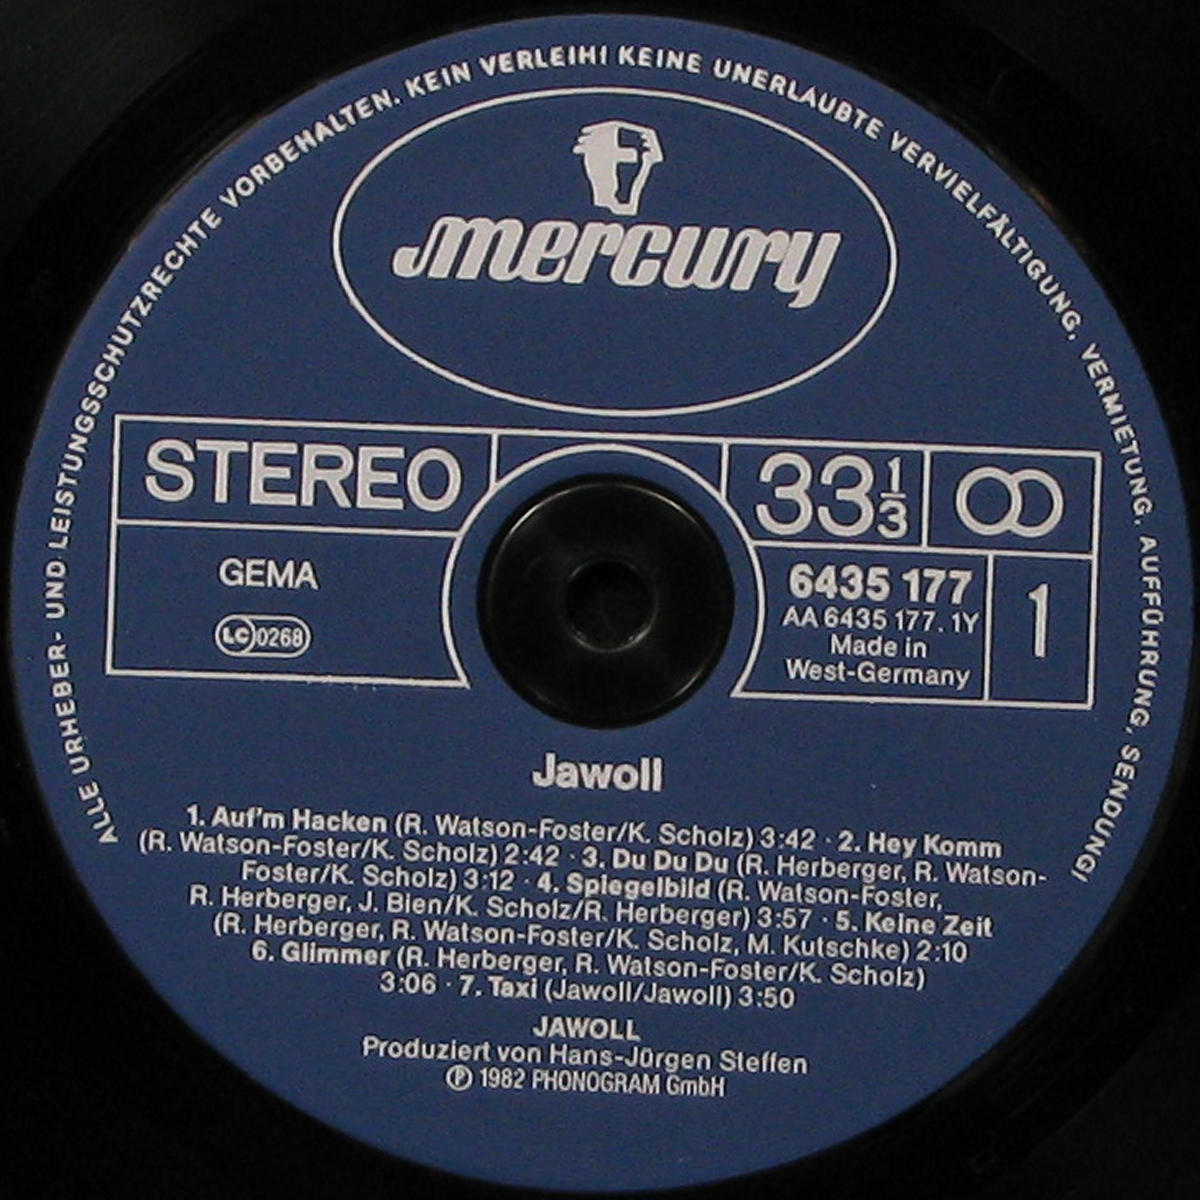 ALLE URHEBER- UND LEISTUNGSSCHUTZRECHTE VORBEHALTEN. KEIN VERLEIH! KEINE UNERLAUBTE VERVIELFÄLTIGUNG, VERMIETUNG, AUFFÜHRUNG, SENDUNG!
mercury
STEREO
33 1/3
GEMA
LC 0268
6435 177
AA 6435 177. 1Y
Made in
West-Germany
1
Jawoll
1. Auf'm Hacken (R. Watson-Foster/K. Scholz) 3:42 · 2. Hey Komm
(R. Watson-Foster/K. Scholz) 2:42 · 3. Du Du Du (R. Herberger, R. Watson-
Foster/K. Scholz) 3:12 · 4. Spiegelbild (R. Watson-Foster,
R. Herberger, J. Bien/K. Scholz/R. Herberger) 3:57 · 5. Keine Zeit
(R. Herberger, R. Watson-Foster/K. Scholz, M. Kutschke) 2:10
6. Glimmer (R. Herberger, R. Watson-Foster/K. Scholz)
3:06 · 7. Taxi (Jawoll/Jawoll) 3:50
JAWOLL
Produziert von Hans-Jürgen Steffen
℗ 1982 PHONOGRAM GmbH